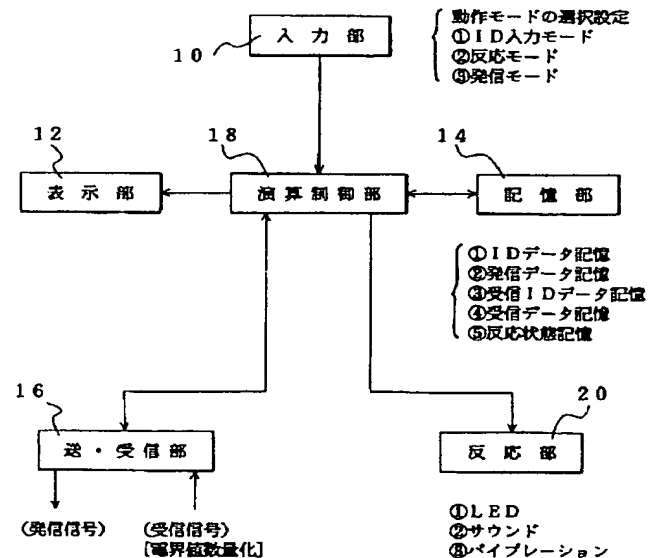 動作モードの選択設定
①ID入力モード
②反応モード
③発信モード
10
入力部
12
18
14
表示部
演算制御部
記憶部
①IDデータ記憶
②発信データ記憶
③受信IDデータ記憶
④受信データ記憶
⑤反応状態記憶
16
20
送・受信部
反応部
(発信信号)
(受信信号)
[電界値数量化]
①LED
②サウンド
③バイブレーション